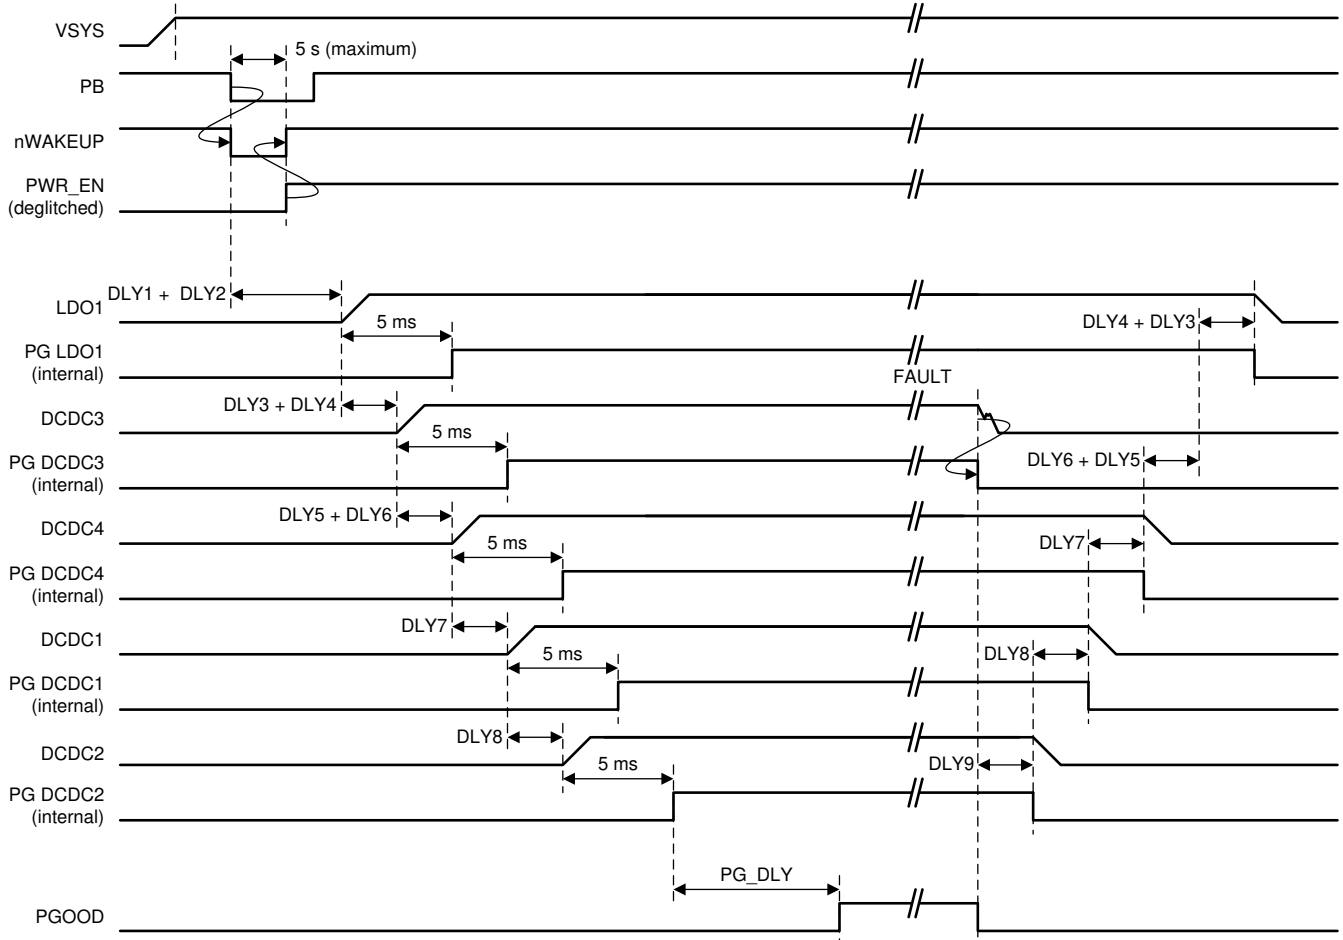 VSYS
5 s (maximum)
PB
nWAKEUP
PWR_EN
(deglitched)
DLY1 + DLY2
LDO1
5 ms
DLY4 + DLY3
PG LDO1
(internal)
FAULT
DLY3 + DLY4
DCDC3
5 ms
PG DCDC3
(internal)
DLY6 + DLY5
DLY5 + DLY6
DCDC4
5 ms
DLY7
PG DCDC4
(internal)
DLY7
DCDC1
5 ms
DLY8
PG DCDC1
(internal)
DLY8
DCDC2
5 ms
DLY9
PG DCDC2
(internal)
PG_DLY
PGOOD